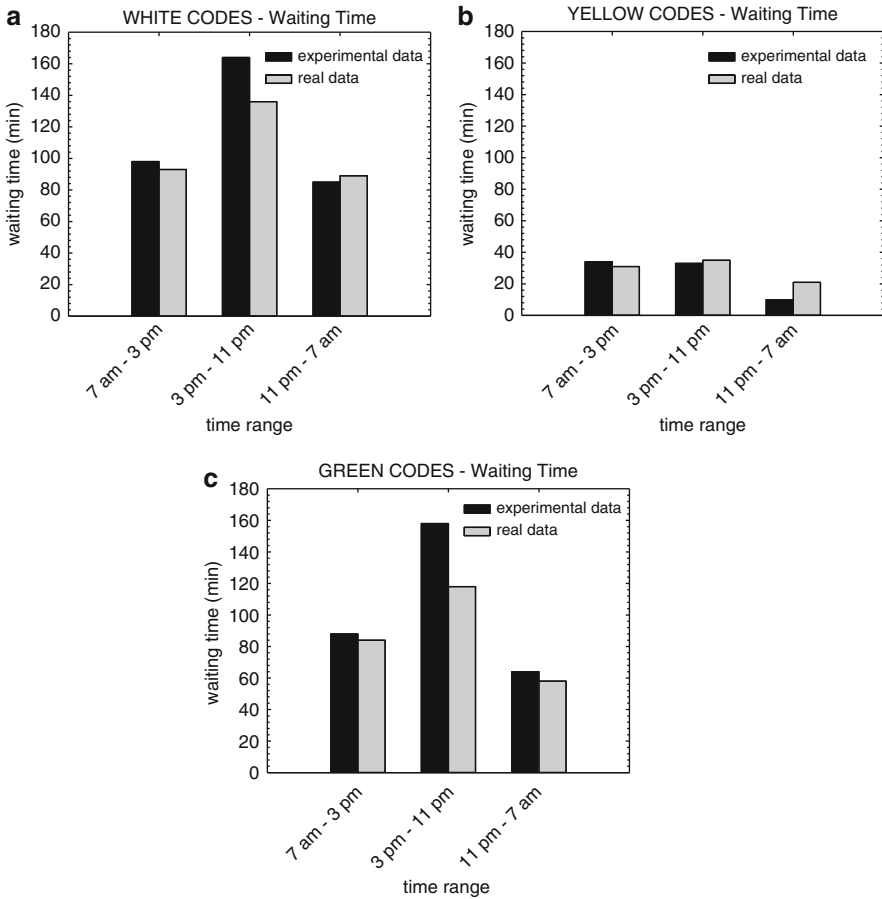 a
WHITE CODES - Waiting Time
180
160
140
120
100
80
60
40
20
0
waiting time (min)
experimental data
real data
7 am - 3 pm
3 pm - 11 pm
11 pm - 7 am
time range
b
YELLOW CODES - Waiting Time
180
160
140
120
100
80
60
40
20
0
waiting time (min)
experimental data
real data
7 am - 3 pm
3 pm - 11 pm
11 pm - 7 am
time range
c
GREEN CODES - Waiting Time
180
160
140
120
100
80
60
40
20
0
waiting time (min)
experimental data
real data
7 am - 3 pm
3 pm - 11 pm
11 pm - 7 am
time range